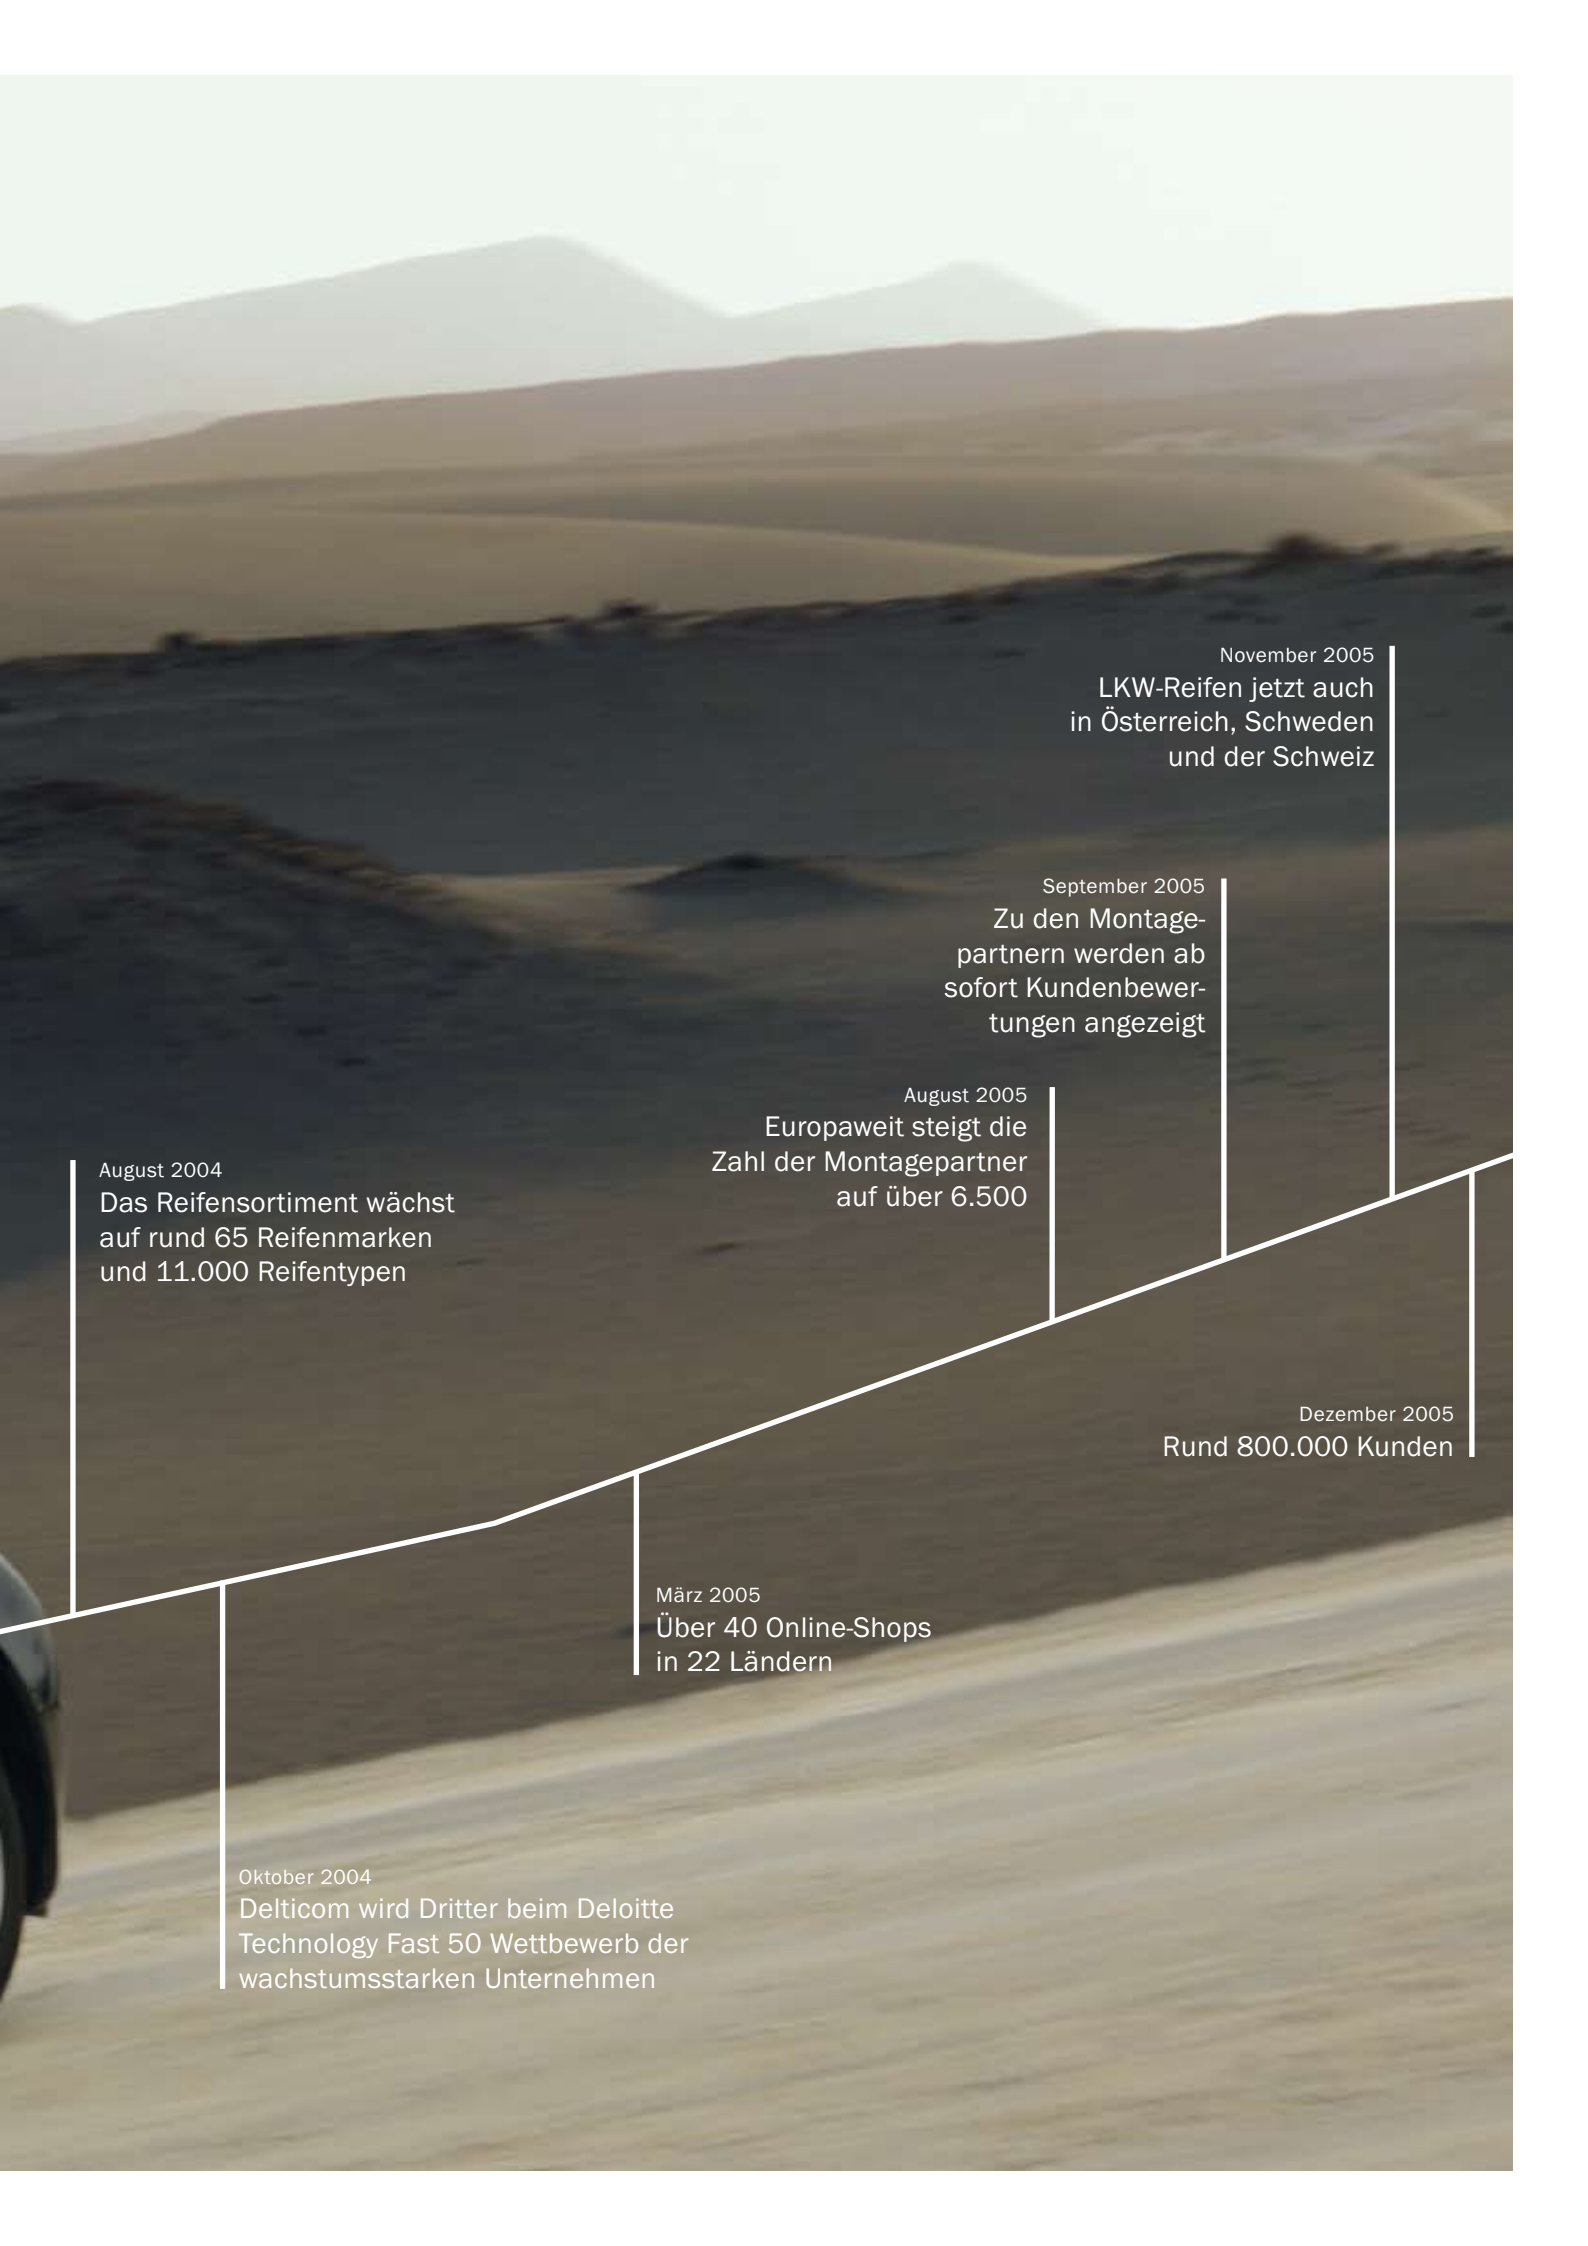 November 2005
LKW-Reifen jetzt auch
in Österreich, Schweden
und der Schweiz
September 2005
Zu den Montage-
partnern werden ab
sofort Kundenbewer-
tungen angezeigt
August 2005
Europaweit steigt die
Zahl der Montagepartner
auf über 6.500
August 2004
Das Reifensortiment wächst
auf rund 65 Reifenmarken
und 11.000 Reifentypen
Dezember 2005
Rund 800.000 Kunden
März 2005
Über 40 Online-Shops
in 22 Ländern
Oktober 2004
Delticom wird Dritter beim Deloitte
Technology Fast 50 Wettbewerb der
wachstumsstarken Unternehmen